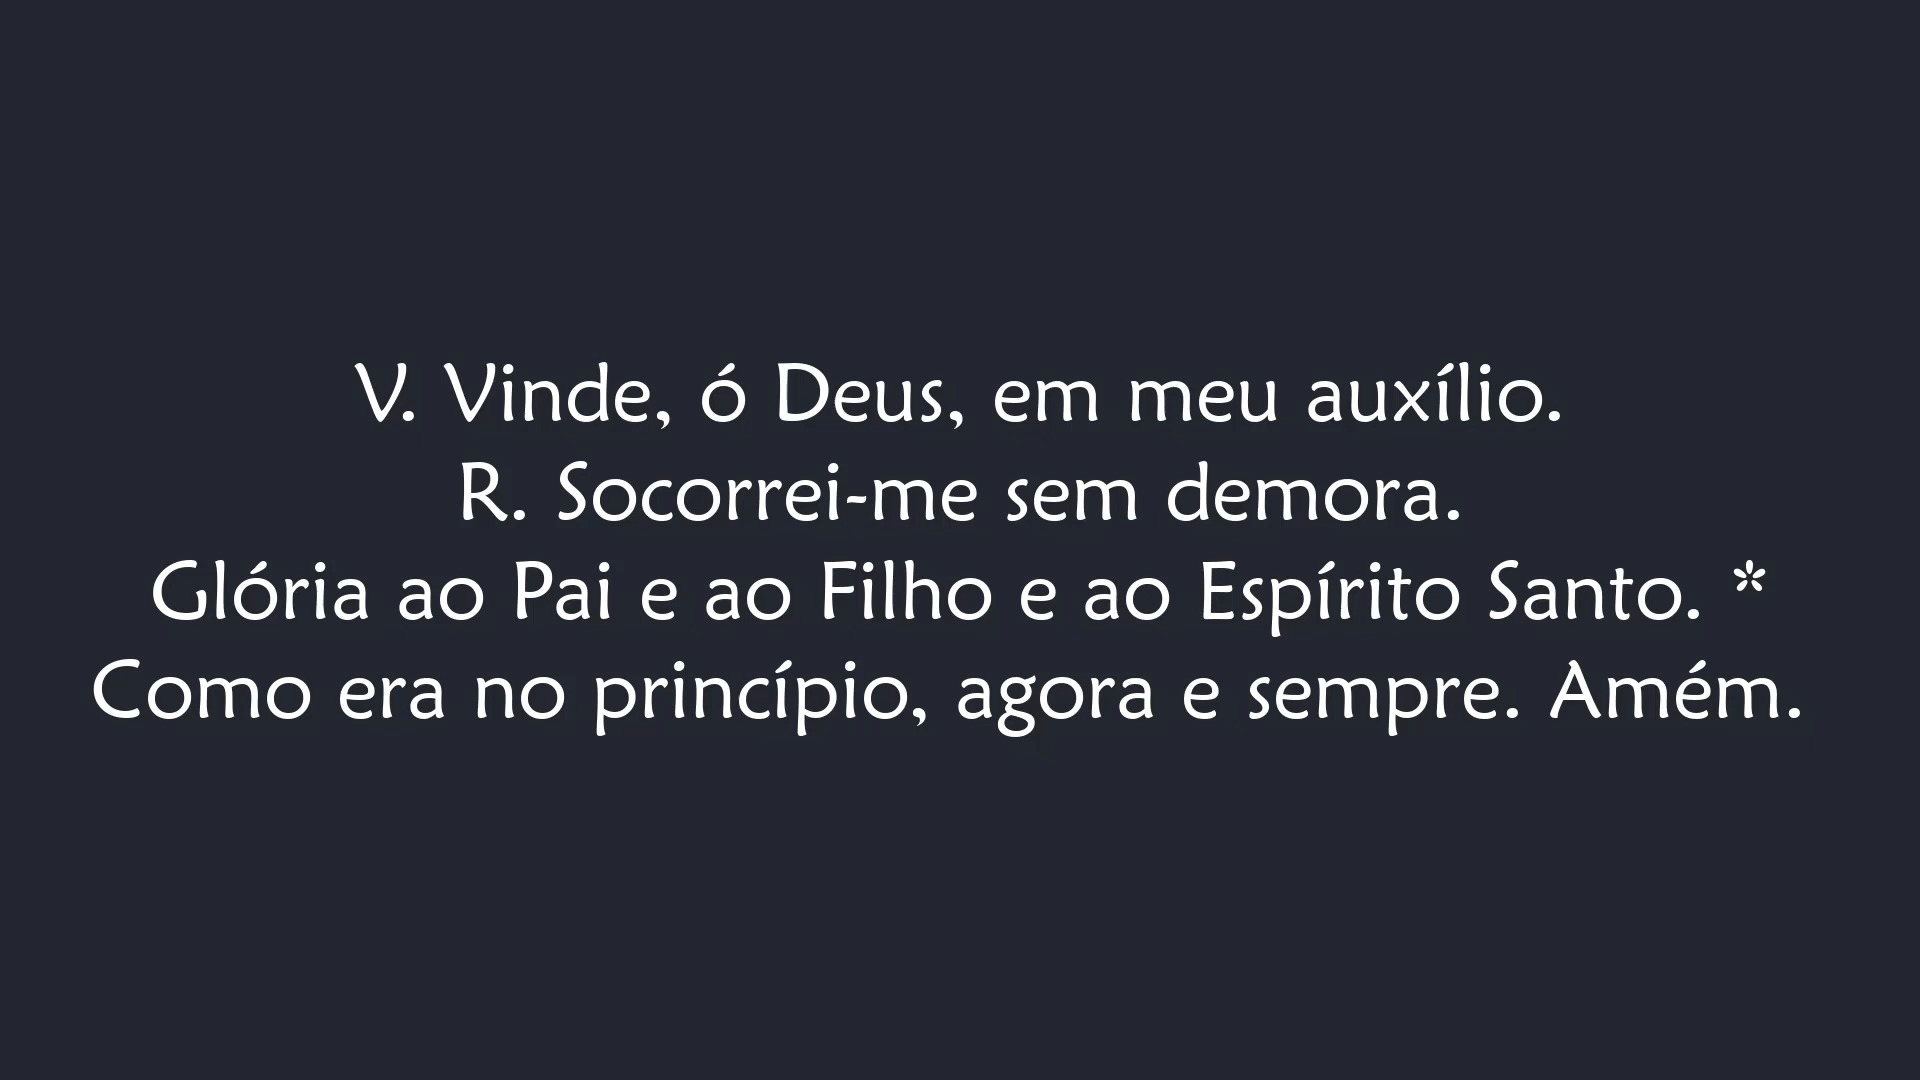 V. Vinde, ó Deus, em meu auxílio.
R. Socorrei-me sem demora.
Glória ao Pai e ao Filho e ao Espírito Santo. *
Como era no princípio, agora e sempre. Amém.